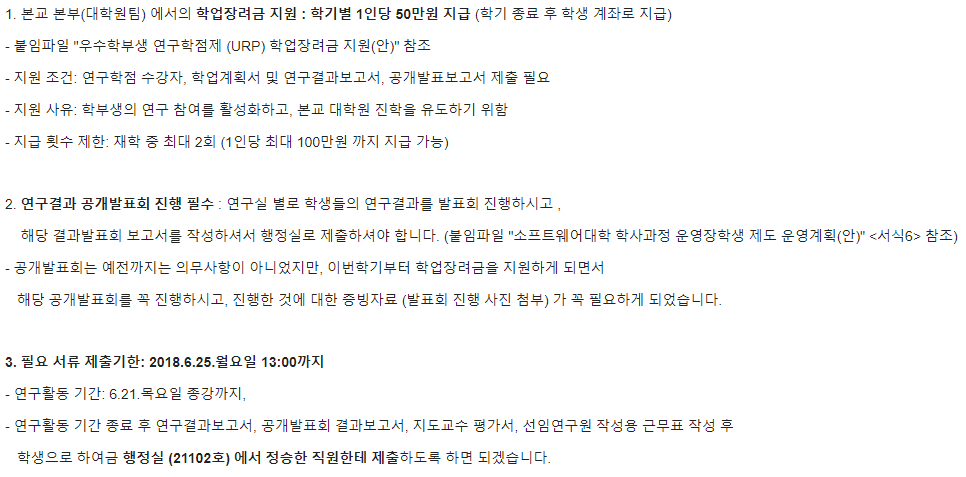 1. 본교 본부(대학원팀) 에서의 학업장려금 지원 : 학기별 1인당 50만원 지급 (학기 종료 후 학생 계좌로 지급)
- 붙임파일 "우수학부생 연구학점제 (URP) 학업장려금 지원(안)" 참조
- 지원 조건: 연구학점 수강자, 학업계획서 및 연구결과보고서, 공개발표보고서 제출 필요
- 지원 사유: 학부생의 연구 참여를 활성화하고, 본교 대학원 진학을 유도하기 위함
- 지급 횟수 제한: 재학 중 최대 2회 (1인당 최대 100만원 까지 지급 가능)
2. 연구결과 공개발표회 진행 필수 : 연구실 별로 학생들의 연구결과를 발표회 진행하시고 ,
해당 결과발표회 보고서를 작성하셔서 행정실로 제출하셔야 합니다. (붙임파일 "소프트웨어대학 학사과정 운영장학생 제도 운영계획(안)" <서식6> 참조)
- 공개발표회는 예전까지는 의무사항이 아니었지만, 이번학기부터 학업장려금을 지원하게 되면서
해당 공개발표회를 꼭 진행하시고, 진행한 것에 대한 증빙자료 (발표회 진행 사진 첨부) 가 꼭 필요하게 되었습니다.
3. 필요 서류 제출기한: 2018.6.25.월요일 13:00까지
- 연구활동 기간: 6.21.목요일 종강까지,
- 연구활동 기간 종료 후 연구결과보고서, 공개발표회 결과보고서, 지도교수 평가서, 선임연구원 작성용 근무표 작성 후
학생으로 하여금 행정실 (21102호) 에서 정승한 직원한테 제출하도록 하면 되겠습니다.